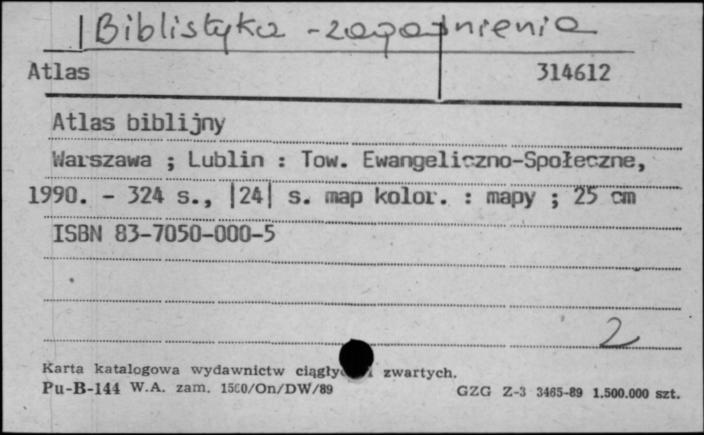 Biblistyka - zagadnienia
Atlas 314612
Atlas biblijny
Warszawa ; Lublin : Tow. Ewangeliczno-Społeczne,
1990. - 324 s., |24| s. map kolor. : mapy ; 25 cm
ISBN 83-7050-000-5
2
Karta katalogowa wydawnictw zwartych.
Pu-B-144 W.A. zam. 1500/On/DW/89 GZG Z-3 3465-89 1.500.000 szt.